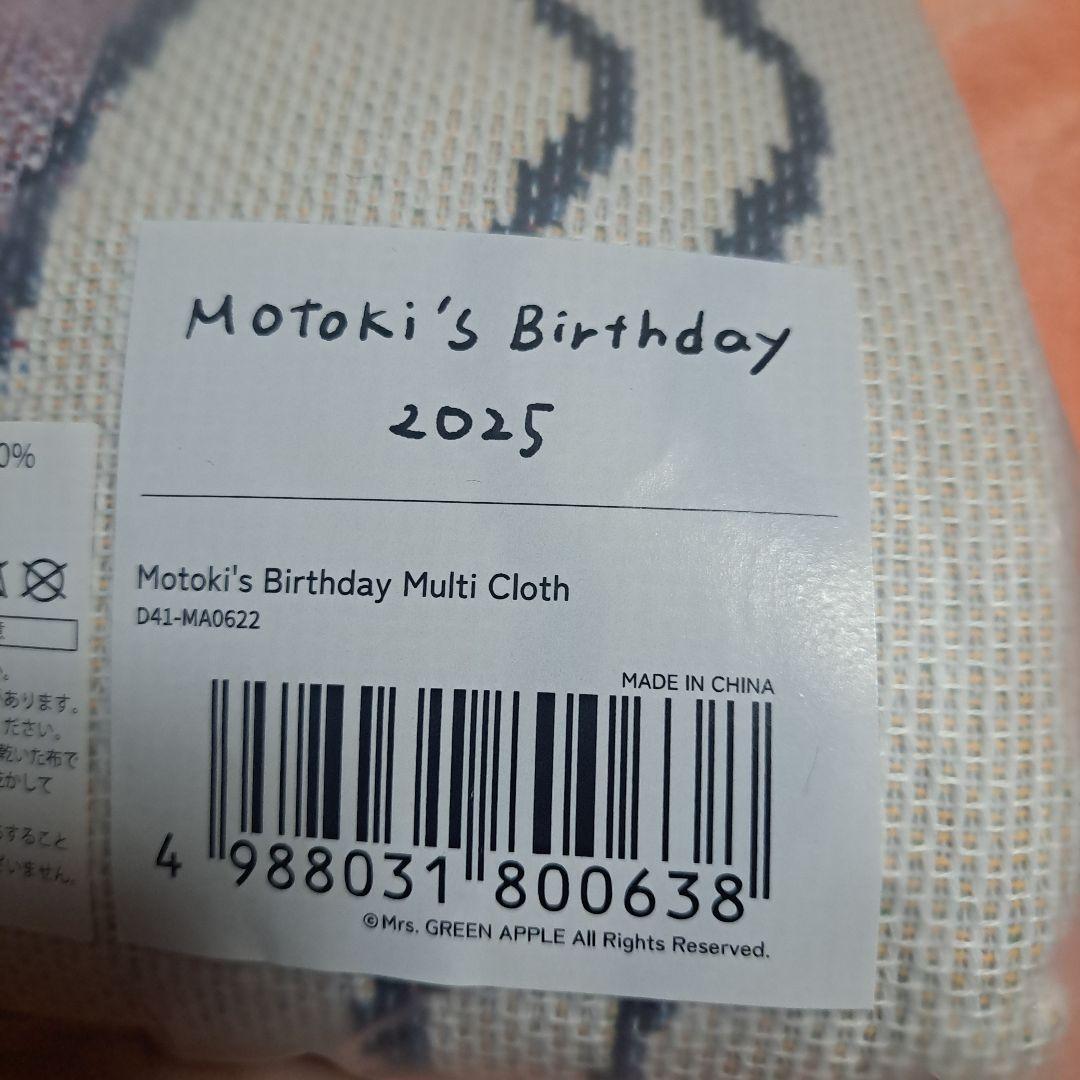 Motoki's Birthday
2025
Motoki's Birthday Multi Cloth
D41-MA0622
MADE IN CHINA
4 988031 800638
©Mrs. GREEN APPLE All Rights Reserved.
0%
あります。
ださい。
乾いた布で
かして
すること
いません。